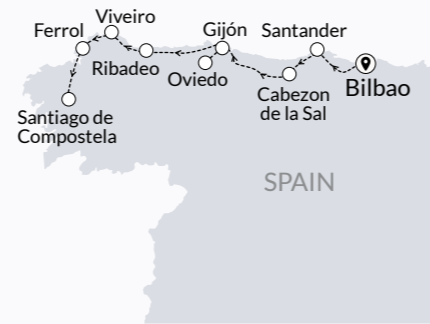 Viveiro
Ferrol
Gijón
Santander
Ribadeo
Oviedo
Bilbao
Cabezon
de la Sal
Santiago de
Compostela
SPAIN